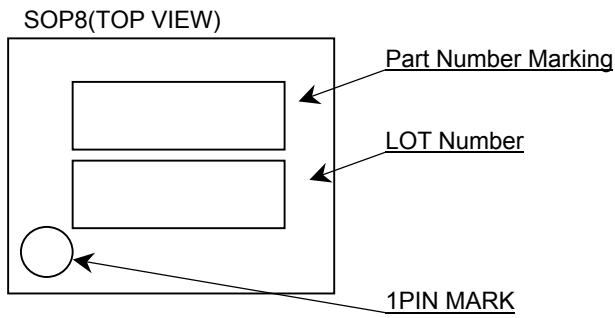 SOP8(TOP VIEW)
Part Number Marking
LOT Number
1PIN MARK